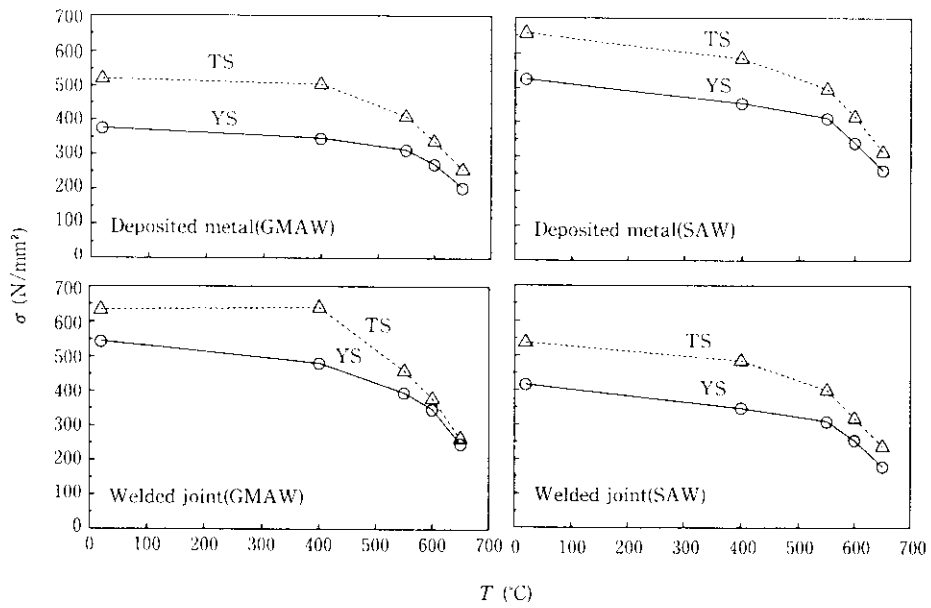 700
600
500
400
300
200
100
0
TS
YS
Deposited metal(GMAW)
0 100 200 300 400 500 600 700
TS
YS
Deposited metal(SAW)
σ (N/mm²)
700
600
500
400
300
200
100
0
TS
YS
Welded joint(GMAW)
0 100 200 300 400 500 600 700
TS
YS
Welded joint(SAW)
0 100 200 300 400 500 600 700
T (°C)